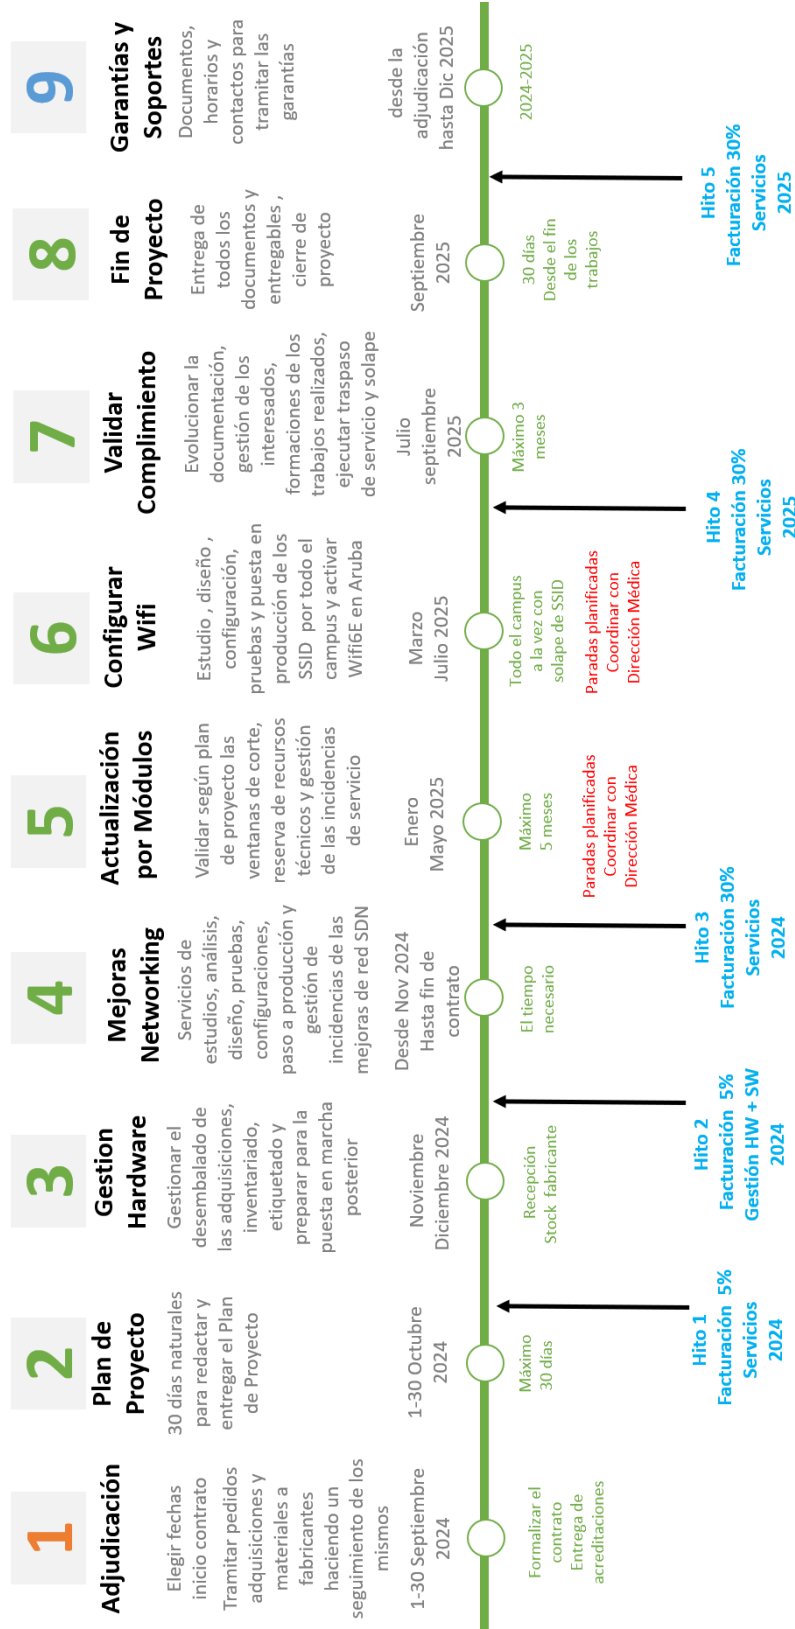 1
Adjudicación
Elegir fechas
inicio contrato
Tramitar pedidos
adquisiciones y
materiales a
fabricantes
haciendo un
seguimiento de los
mismos
1-30 Septiembre
2024
Formalizar el
contrato
Entrega de
acreditaciones
2
Plan de
Proyecto
30 días naturales
para redactar y
entregar el Plan
de Proyecto
1-30 Octubre
2024
Máximo
30 días
Hito 1
Facturación 5%
Servicios
2024
3
Gestion
Hardware
Gestionar el
desembalado de
las adquisiciones,
inventariado,
etiquetado y
preparar para la
puesta en marcha
posterior
Noviembre
Diciembre 2024
Recepción
Stock fabricante
Hito 2
Facturación 5%
Gestión HW + SW
2024
4
Mejoras
Networking
Servicios de
estudios, análisis,
diseño, pruebas,
configuraciones,
paso a producción y
gestión de
incidencias de las
mejoras de red SDN
Desde Nov 2024
Hasta fin de
contrato
El tiempo
necesario
Hito 3
Facturación 30%
Servicios
2024
5
Actualización
por Módulos
Validar según plan
de proyecto las
ventanas de corte,
reserva de recursos
técnicos y gestión
de las incidencias
de servicio
Enero
Mayo 2025
Máximo
5 meses
Paradas planificadas
Coordinar con
Dirección Médica
6
Configurar
Wifi
Estudio , diseño ,
configuración,
pruebas y puesta en
producción de los
SSID por todo el
campus y activar
Wifi6E en Aruba
Marzo
Julio 2025
Todo el campus
a la vez con
solape de SSID
Paradas planificadas
Coordinar con
Dirección Médica
Hito 4
Facturación 30%
Servicios
2025
7
Validar
Complimiento
Evolucionar la
documentación,
gestión de los
interesados,
formaciones de los
trabajos realizados,
ejecutar traspaso
de servicio y solape
Julio
septiembre
2025
Máximo 3
meses
8
Fin de
Proyecto
Entrega de
todos los
documentos y
entregables ,
cierre de
proyecto
Septiembre
2025
30 días
Desde el fin
de los
trabajos
Hito 5
Facturación 30%
Servicios
2025
9
Garantías y
Soportes
Documentos,
horarios y
contactos para
tramitar las
garantías
desde la
adjudicación
hasta Dic 2025
2024-2025